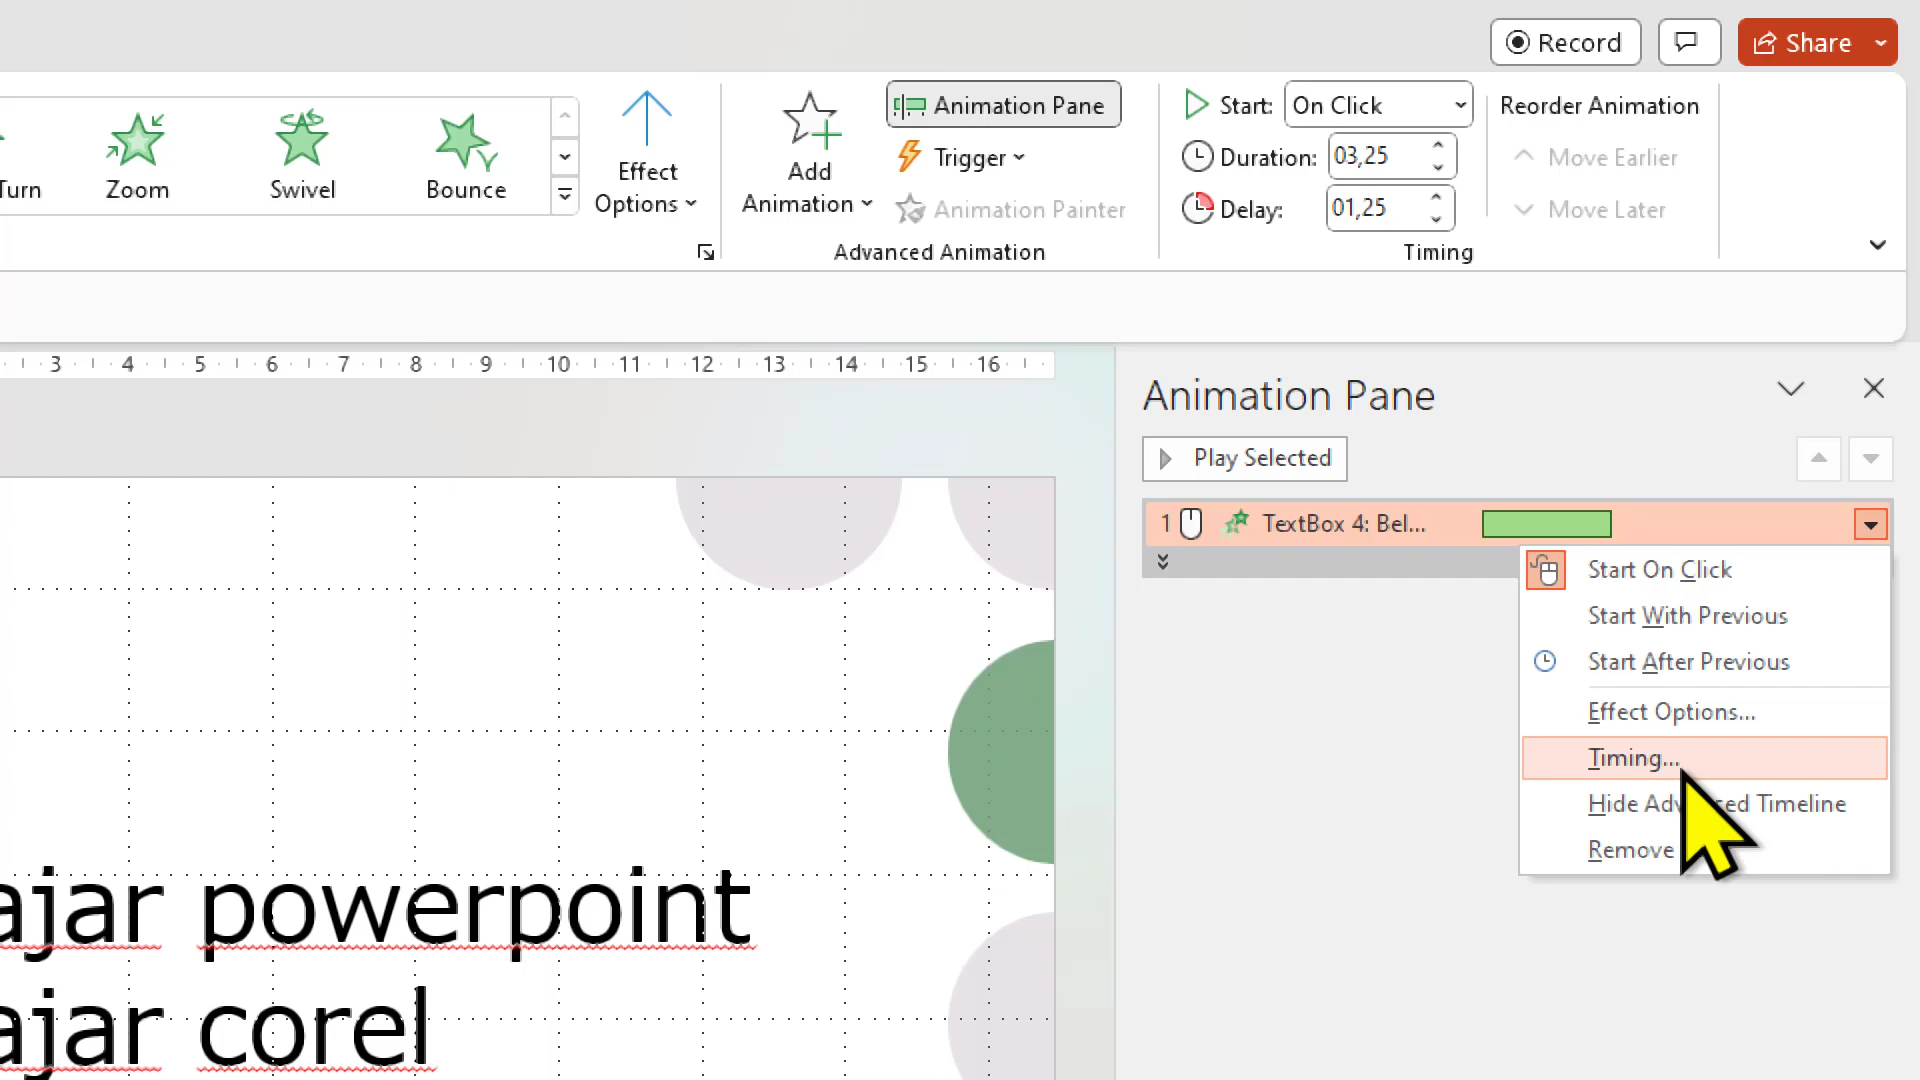 Record
Share
Turn
Zoom
Swivel
Bounce
Effect
Options
Add
Animation
Animation Pane
Trigger
Animation Painter
Advanced Animation
Start: On Click
Duration: 03,25
Delay: 01,25
Timing
Reorder Animation
Move Earlier
Move Later
3 4 5 6 7 8 9 10 11 12 13 14 15 16
Animation Pane
Play Selected
1 TextBox 4: Bel...
Start On Click
Start With Previous
Start After Previous
Effect Options...
Timing...
Hide Ad ed Timeline
Remove
ajar powerpoint
ajar corel